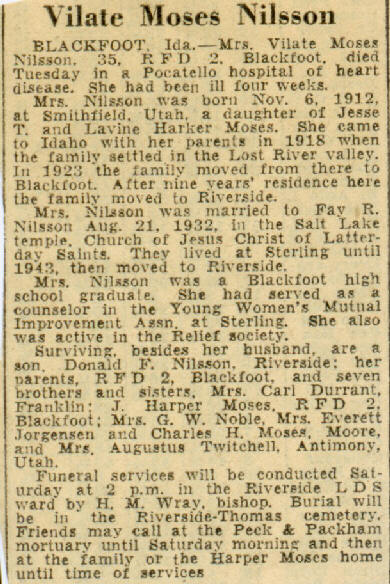 Vilate Moses Nilsson
BLACKFOOT, Ida.—Mrs. Vilate Moses
Nilsson, 35, R F D 2, Blackfoot, died
Tuesday in a Pocatello hospital of heart
disease. She had been ill four weeks.
Mrs. Nilsson was born Nov. 6, 1912,
at Smithfield, Utah, a daughter of Jesse
T. and Lavine Harker Moses. She came
to Idaho with her parents in 1918 when
the family settled in the Lost River valley.
In 1923 the family moved from there to
Blackfoot. After nine years' residence here
the family moved to Riverside.
Mrs. Nilsson was married to Fay R.
Nilsson Aug. 21, 1932, in the Salt Lake
temple, Church of Jesus Christ of Latter-
day Saints. They lived at Sterling until
1943, then moved to Riverside.
Mrs. Nilsson was a Blackfoot high
school graduate. She had served as a
counselor in the Young Women's Mutual
Improvement Assn. at Sterling. She also
was active in the Relief society.
Surviving, besides her husband, are a
son, Donald F. Nilsson, Riverside; her
parents, R F D 2, Blackfoot, and seven
brothers and sisters, Mrs. Carl Durrant,
Franklin; J. Harper Moses, R F D 2,
Blackfoot; Mrs. G. W. Noble, Mrs. Everett
Jorgensen and Charles H. Moses, Moore,
and Mrs. Augustus Twitchell, Antimony,
Utah.
Funeral services will be conducted Sat-
urday at 2 p.m. in the Riverside L D S
ward by H. M. Wray, bishop. Burial will
be in the Riverside-Thomas cemetery.
Friends may call at the Peck & Packham
mortuary until Saturday morning and then
at the family or the Harper Moses home
until time of services